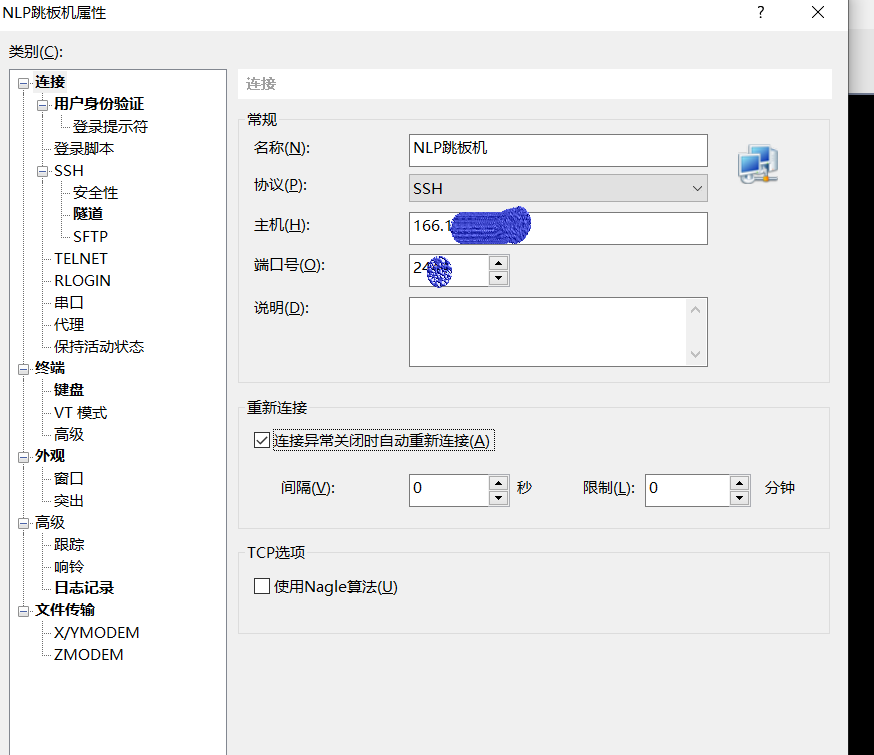 NLP跳板机属性
类别(C):
连接
用户身份验证
登录提示符
登录脚本
SSH
安全性
隧道
SFTP
TELNET
RLOGIN
串口
代理
保持活动状态
终端
键盘
VT 模式
高级
外观
窗口
突出
高级
跟踪
响铃
日志记录
文件传输
X/YMODEM
ZMODEM
连接
常规
名称(N):
NLP跳板机
协议(P):
SSH
主机(H):
166.1
端口号(O):
24
说明(D):
重新连接
连接异常关闭时自动重新连接(A)
间隔(V):
0
秒
限制(L):
0
分钟
TCP选项
使用Nagle算法(U)